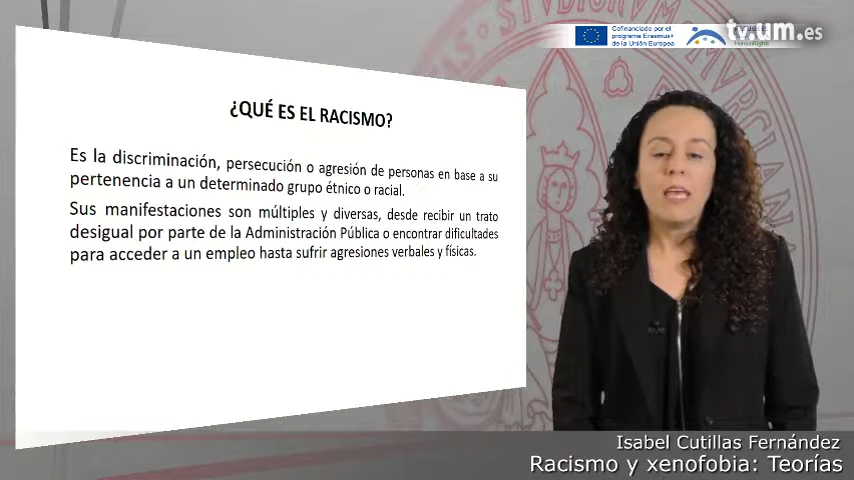 Cofinanciado por el
programa Erasmus+
de la Unión Europea
tv.um.es
¿QUÉ ES EL RACISMO?
Es la discriminación, persecución o agresión de personas en base a su
pertenencia a un determinado grupo étnico o racial.
Sus manifestaciones son múltiples y diversas, desde recibir un trato
desigual por parte de la Administración Pública o encontrar dificultades
para acceder a un empleo hasta sufrir agresiones verbales y físicas.
Isabel Cutillas Fernández
Racismo y xenofobia: Teorías